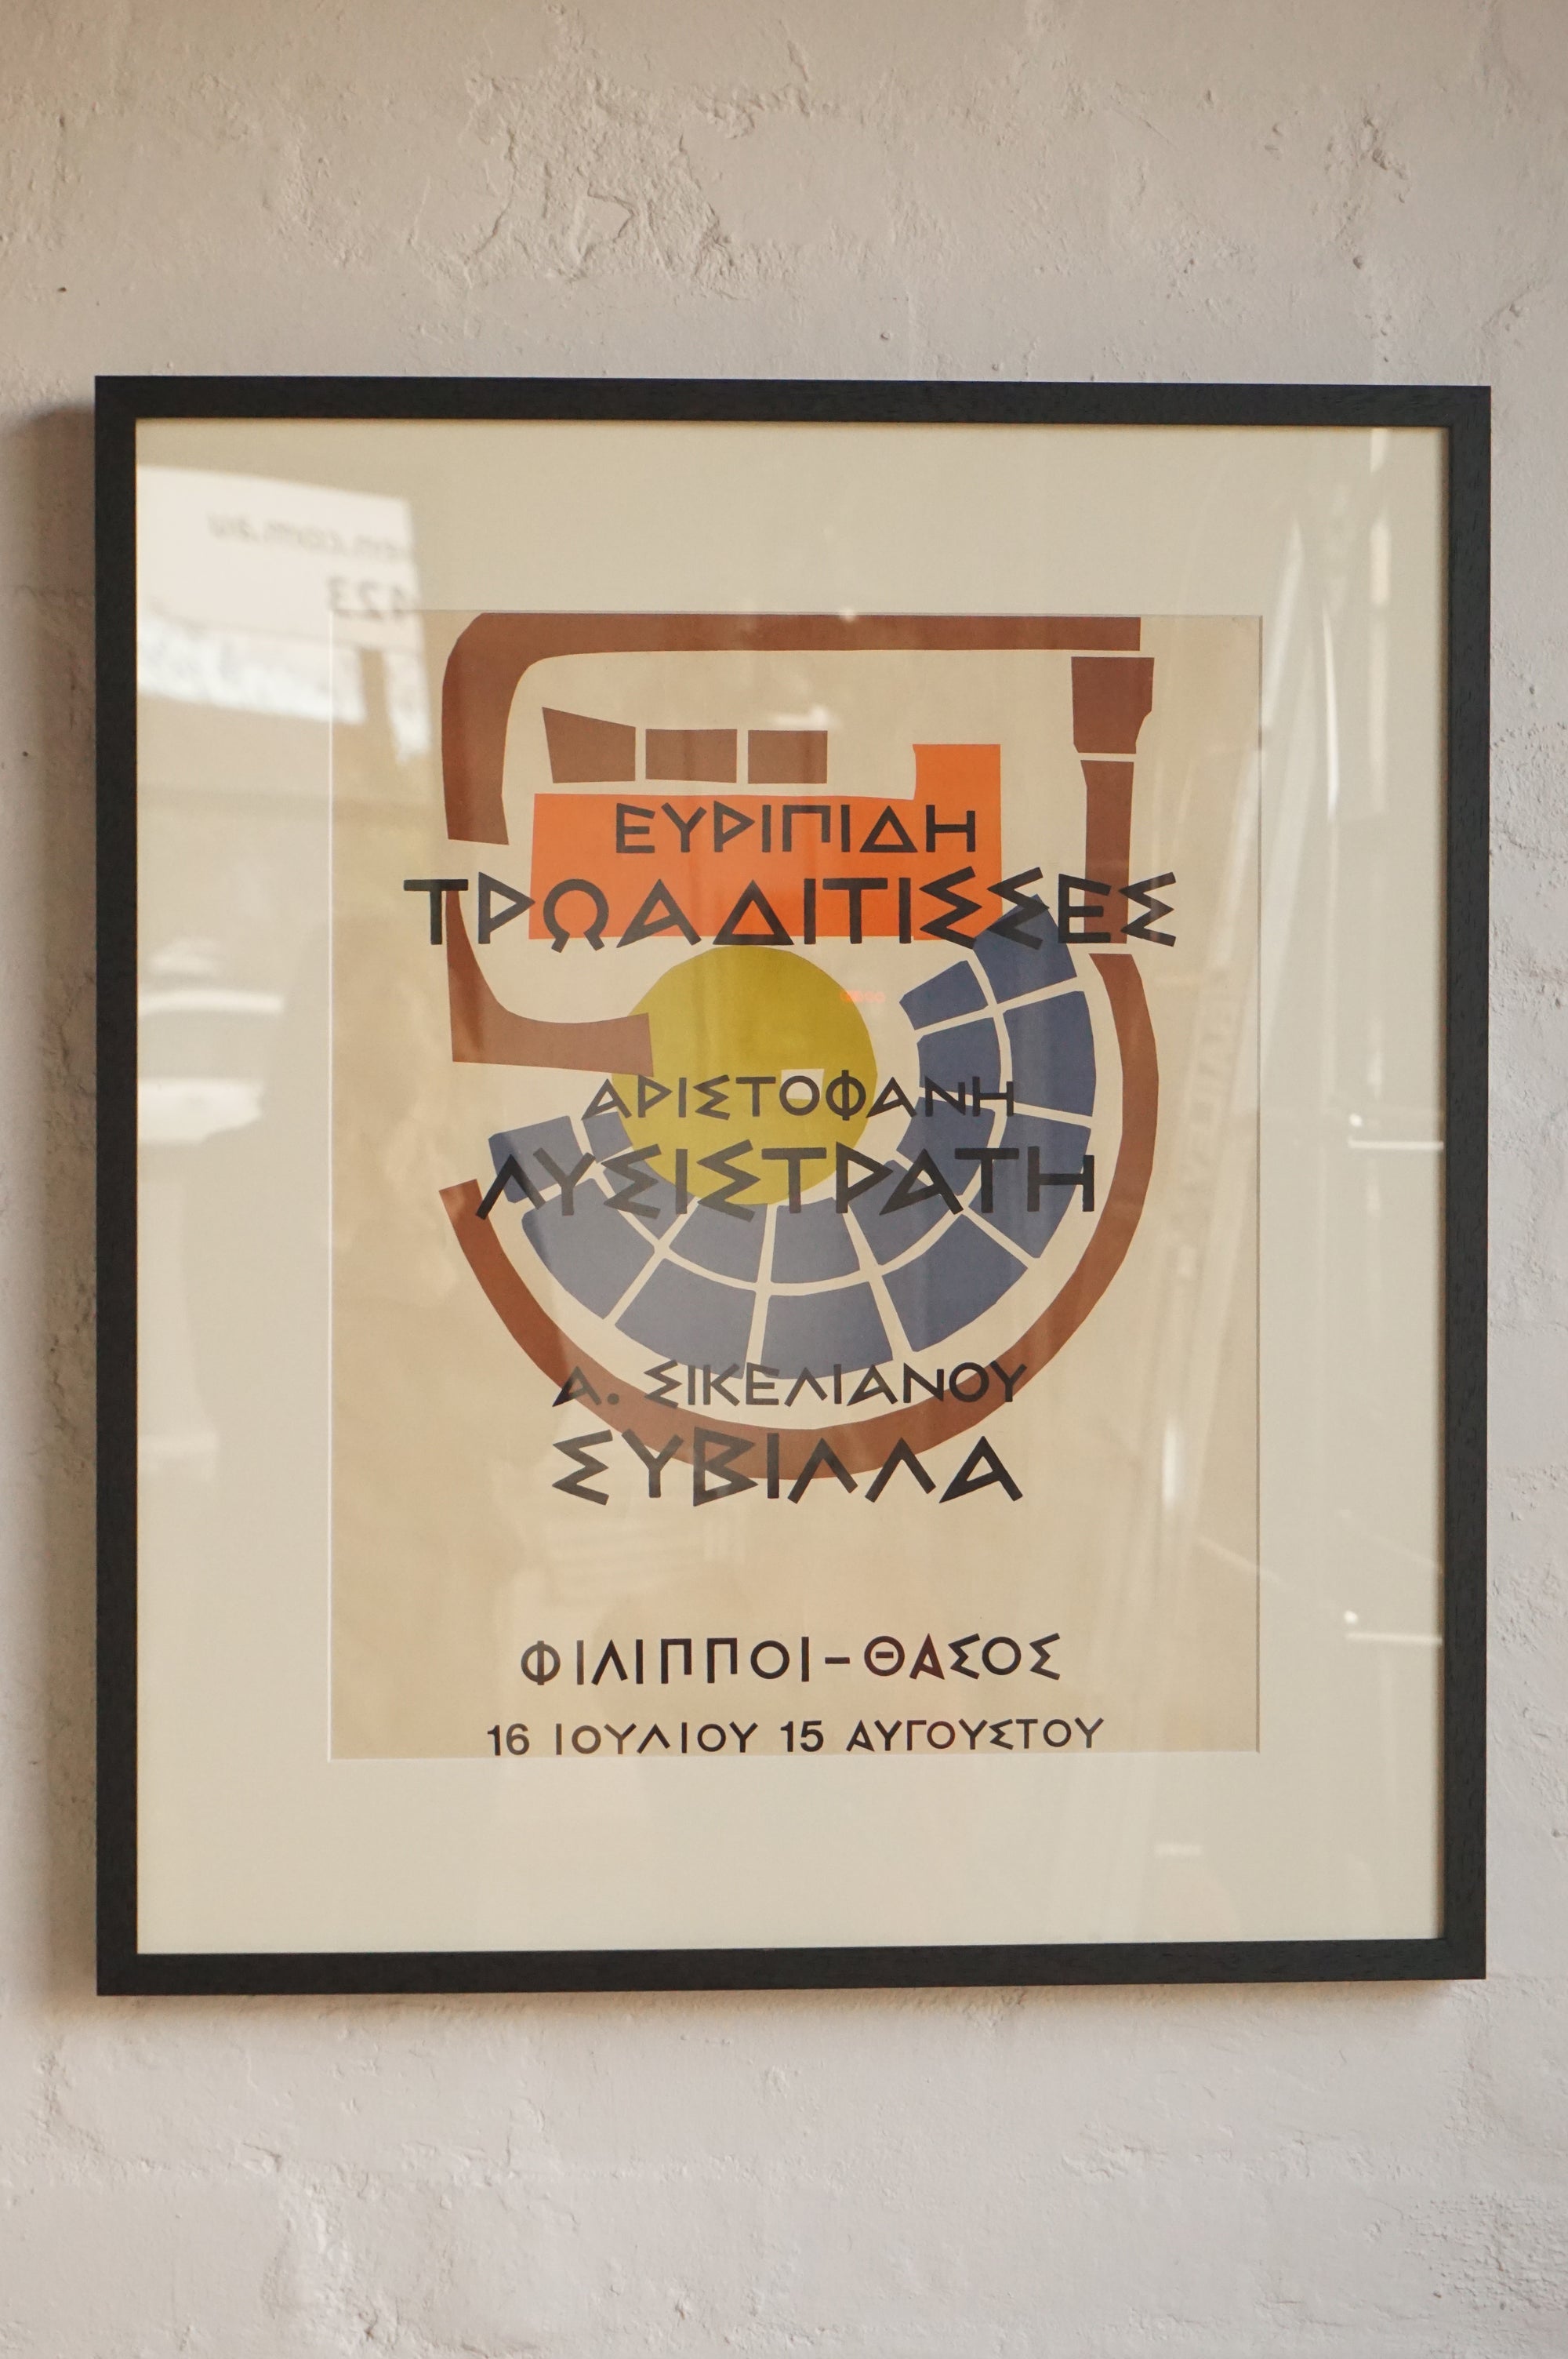 ΕΥΡΙΠΙΔΗ
ΤΡΩΑΔΙΤΙΣΣΕΣ
ΑΡΙΣΤΟΦΑΝΗ
ΛΥΣΙΣΤΡΑΤΗ
Α. ΣΙΚΕΛΙΑΝΟΥ
ΣΥΒΙΛΛΑ
ΦΙΛΙΠΠΟΙ-ΘΑΣΟΣ
16 ΙΟΥΛΙΟΥ 15 ΑΥΓΟΥΣΤΟΥ